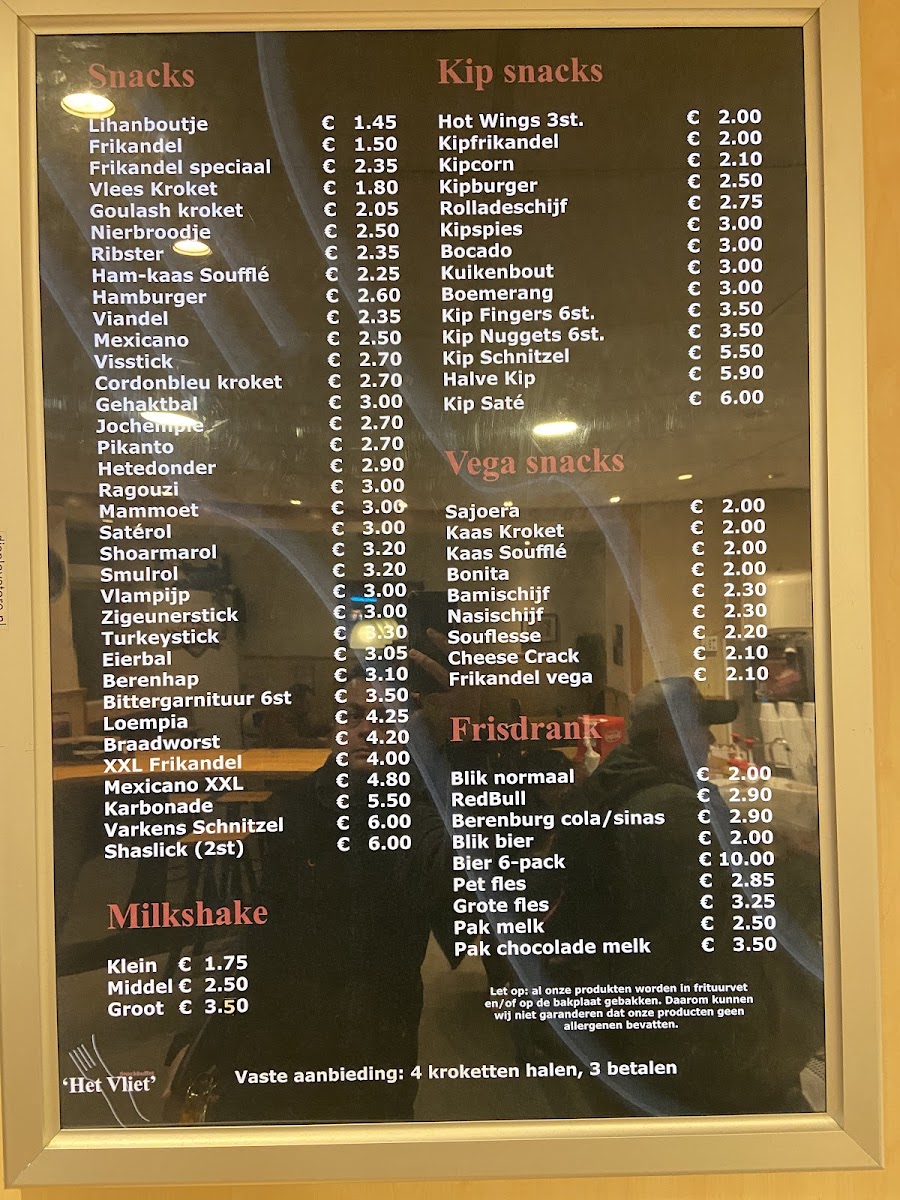 Snacks
Lihanboutje € 1.45
Frikandel € 1.50
Frikandel speciaal € 2.35
Vlees Kroket € 1.80
Goulash kroket € 2.05
Nierbroodje € 2.50
Ribster € 2.35
Ham-kaas Soufflé € 2.25
Hamburger € 2.60
Viandel € 2.35
Mexicano € 2.50
Visstick € 2.70
Cordonbleu kroket € 2.70
Gehaktbal € 3.00
Jochempie € 2.70
Pikanto € 2.70
Hetedonder € 2.90
Ragouzi € 3.00
Mammoet € 3.00
Satérol € 3.00
Shoarmarol € 3.20
Smulrol € 3.20
Vlampijp € 3.00
Zigeunerstick € 3.00
Turkeystick € 3.30
Eierbal € 3.05
Berenhap € 3.10
Bittergarnituur 6st € 3.50
Loempia € 4.25
Braadworst € 4.20
XXL Frikandel € 4.00
Mexicano XXL € 4.80
Karbonade € 5.50
Varkens Schnitzel € 6.00
Shaslick (2st) € 6.00
Milkshake
Klein € 1.75
Middel € 2.50
Groot € 3.50
Kip snacks
Hot Wings 3st. € 2.00
Kipfrikandel € 2.00
Kipcorn € 2.10
Kipburger € 2.50
Rolladeschijf € 2.75
Kipspies € 3.00
Bocado € 3.00
Kuikenbout € 3.00
Boemerang € 3.00
Kip Fingers 6st. € 3.50
Kip Nuggets 6st. € 3.50
Kip Schnitzel € 5.50
Halve Kip € 5.90
Kip Saté € 6.00
Vega snacks
Sajoera € 2.00
Kaas Kroket € 2.00
Kaas Soufflé € 2.00
Bonita € 2.00
Bamischijf € 2.30
Nasischijf € 2.30
Souflesse € 2.20
Cheese Crack € 2.10
Frikandel vega € 2.10
Frisdrank
Blik normaal € 2.00
RedBull € 2.90
Berenburg cola/sinas € 2.90
Blik bier € 2.00
Bier 6-pack € 10.00
Pet fles € 2.85
Grote fles € 3.25
Pak melk € 2.50
Pak chocolade melk € 3.50
Let op: al onze produkten worden in frituurvet
en/of op de bakplaat gebakken. Daarom kunnen
wij niet garanderen dat onze producten geen
allergenen bevatten.
'Het Vliet'
Vaste aanbieding: 4 kroketten halen, 3 betalen